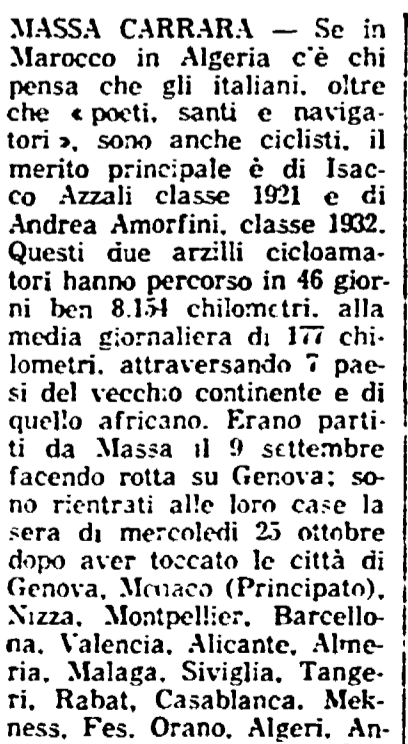 MASSA CARRARA — Se in
Marocco in Algeria c'è chi
pensa che gli italiani, oltre
che « poeti, santi e naviga-
tori », sono anche ciclisti, il
merito principale è di Isac-
co Azzali classe 1921 e di
Andrea Amorfini, classe 1932.
Questi due arzilli cicloama-
tori hanno percorso in 46 gior-
ni ben 8.154 chilometri, alla
media giornaliera di 177 chi-
lometri, attraversando 7 pae-
si del vecchio continente e di
quello africano. Erano parti-
ti da Massa il 9 settembre
facendo rotta su Genova; so-
no rientrati alle loro case la
sera di mercoledì 25 ottobre
dopo aver toccato le città di
Genova, Monaco (Principato),
Nizza, Montpellier, Barcello-
na, Valencia, Alicante, Alme-
ria, Malaga, Siviglia, Tange-
ri, Rabat, Casablanca, Mek-
ness, Fes, Orano, Algeri, An-